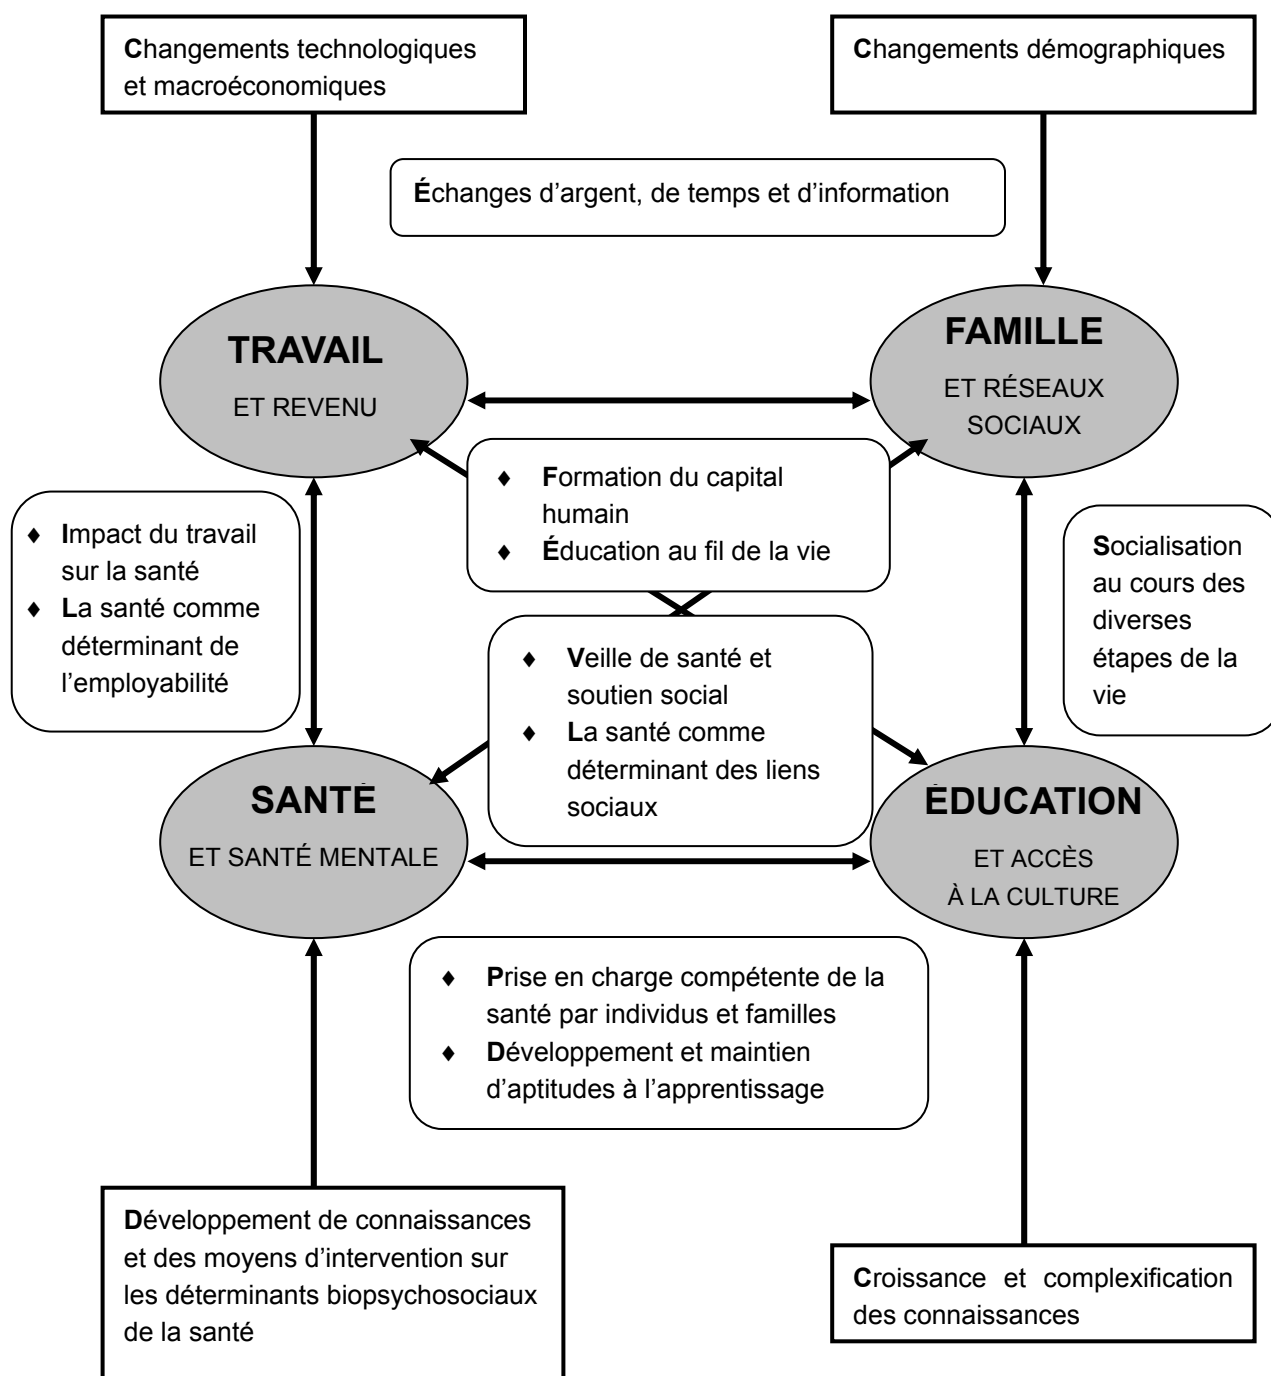 Changements technologiques
et macroéconomiques
Changements démographiques
Échanges d’argent, de temps et d’information
TRAVAIL
ET REVENU
FAMILLE
ET RÉSEAUX
SOCIAUX
♦ Formation du capital
humain
♦ Éducation au fil de la vie
♦ Impact du travail
sur la santé
♦ La santé comme
déterminant de
l’employabilité
Socialisation
au cours des
diverses
étapes de la
vie
♦ Veille de santé et
soutien social
♦ La santé comme
déterminant des liens
sociaux
SANTÉ
ET SANTÉ MENTALE
ÉDUCATION
ET ACCÈS
À LA CULTURE
♦ Prise en charge compétente de la
santé par individus et familles
♦ Développement et maintien
d’aptitudes à l’apprentissage
Développement de connaissances
et des moyens d’intervention sur
les déterminants biopsychosociaux
de la santé
Croissance et complexification
des connaissances